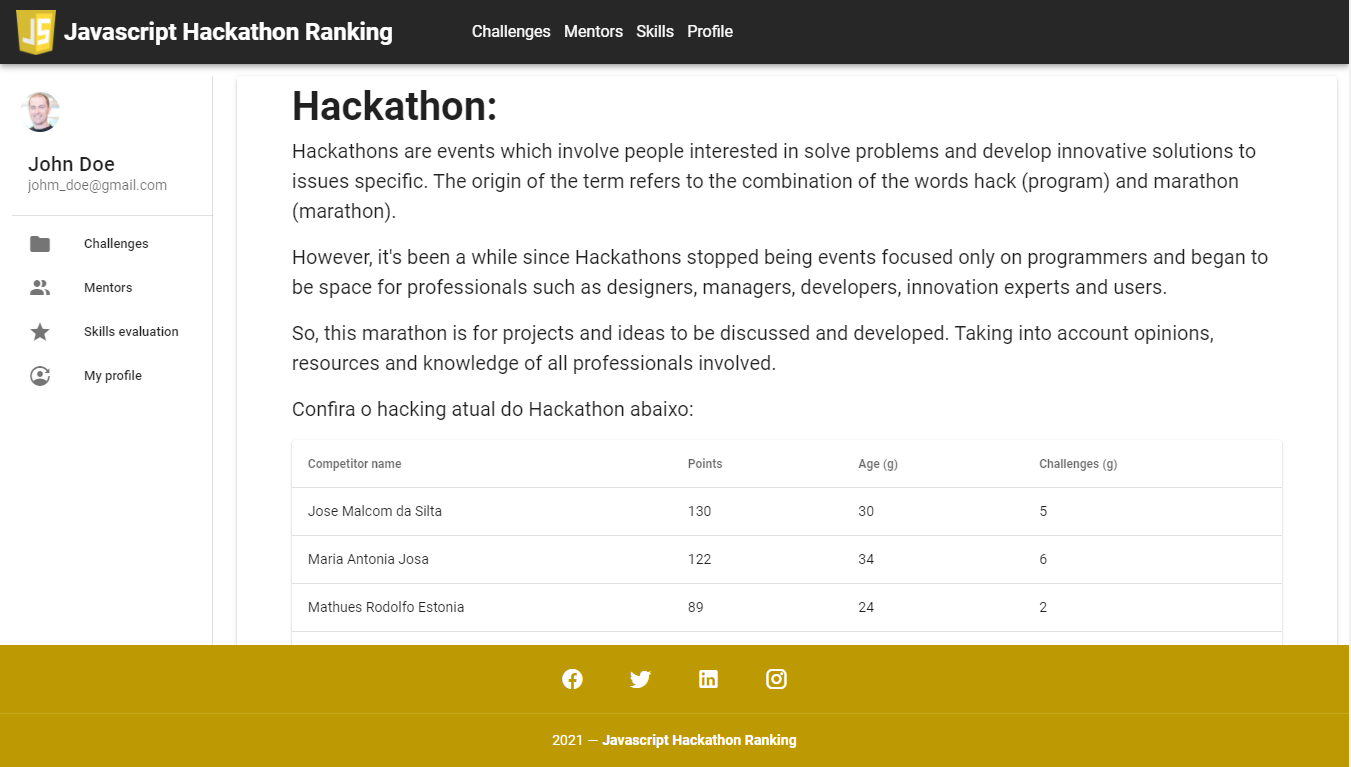 JS Javascript Hackathon Ranking Challenges Mentors Skills Profile
John Doe
johm_doe@gmail.com
Challenges
Mentors
Skills evaluation
My profile
Hackathon:
Hackathons are events which involve people interested in solve problems and develop innovative solutions to
issues specific. The origin of the term refers to the combination of the words hack (program) and marathon
(marathon).
However, it's been a while since Hackathons stopped being events focused only on programmers and began to
be space for professionals such as designers, managers, developers, innovation experts and users.
So, this marathon is for projects and ideas to be discussed and developed. Taking into account opinions,
resources and knowledge of all professionals involved.
Confira o hacking atual do Hackathon abaixo:
Competitor name Points Age (g) Challenges (g)
Jose Malcom da Silta 130 30 5
Maria Antonia Josa 122 34 6
Mathues Rodolfo Estonia 89 24 2
2021 — Javascript Hackathon Ranking